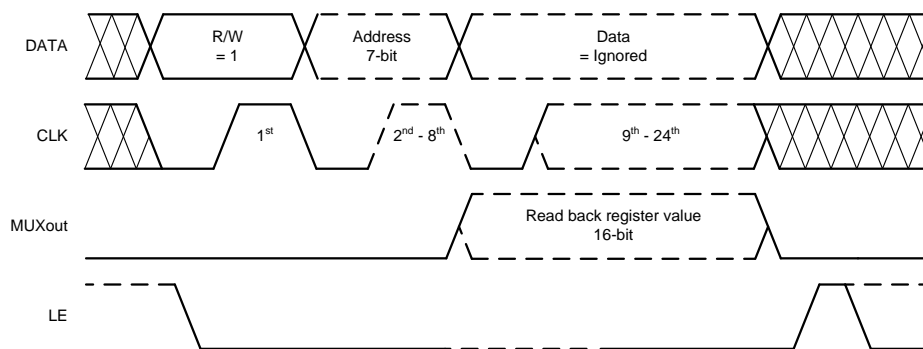 DATA
R/W
= 1
Address
7-bit
Data
= Ignored
CLK
1st
2nd - 8th
9th - 24th
MUXout
Read back register value
16-bit
LE